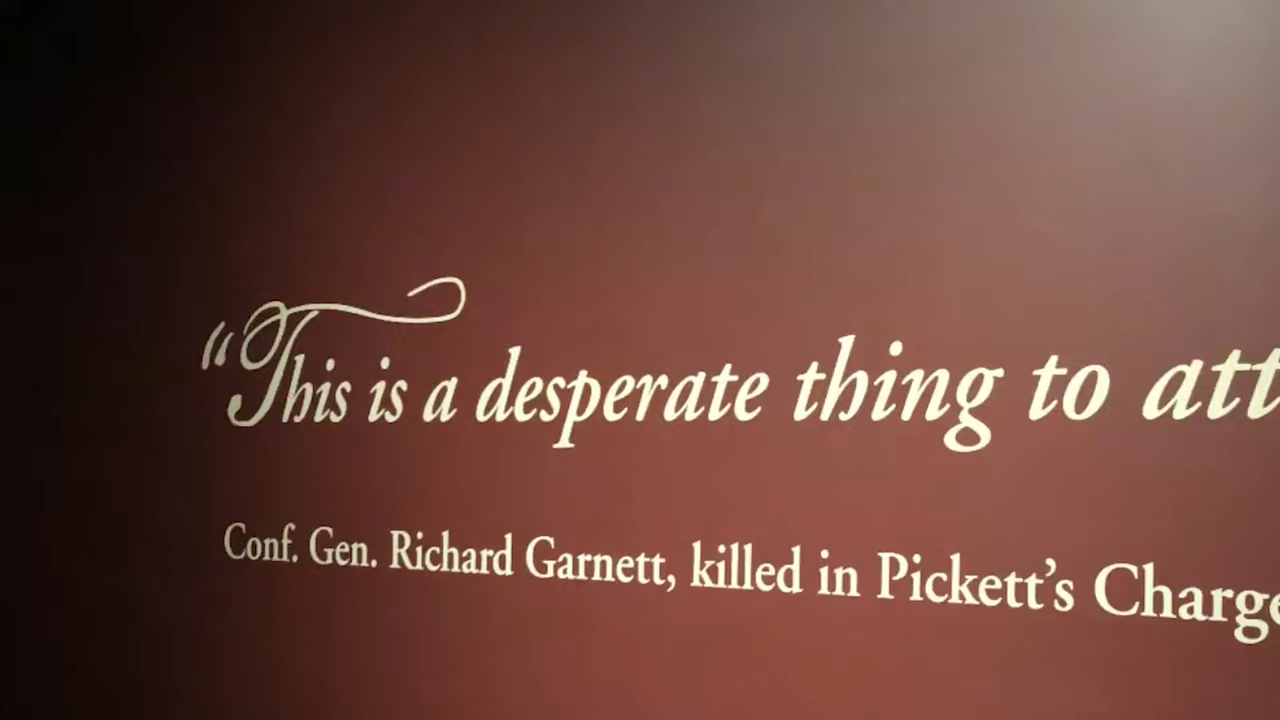 “This is a desperate thing to att
Conf. Gen. Richard Garnett, killed in Pickett’s Charge